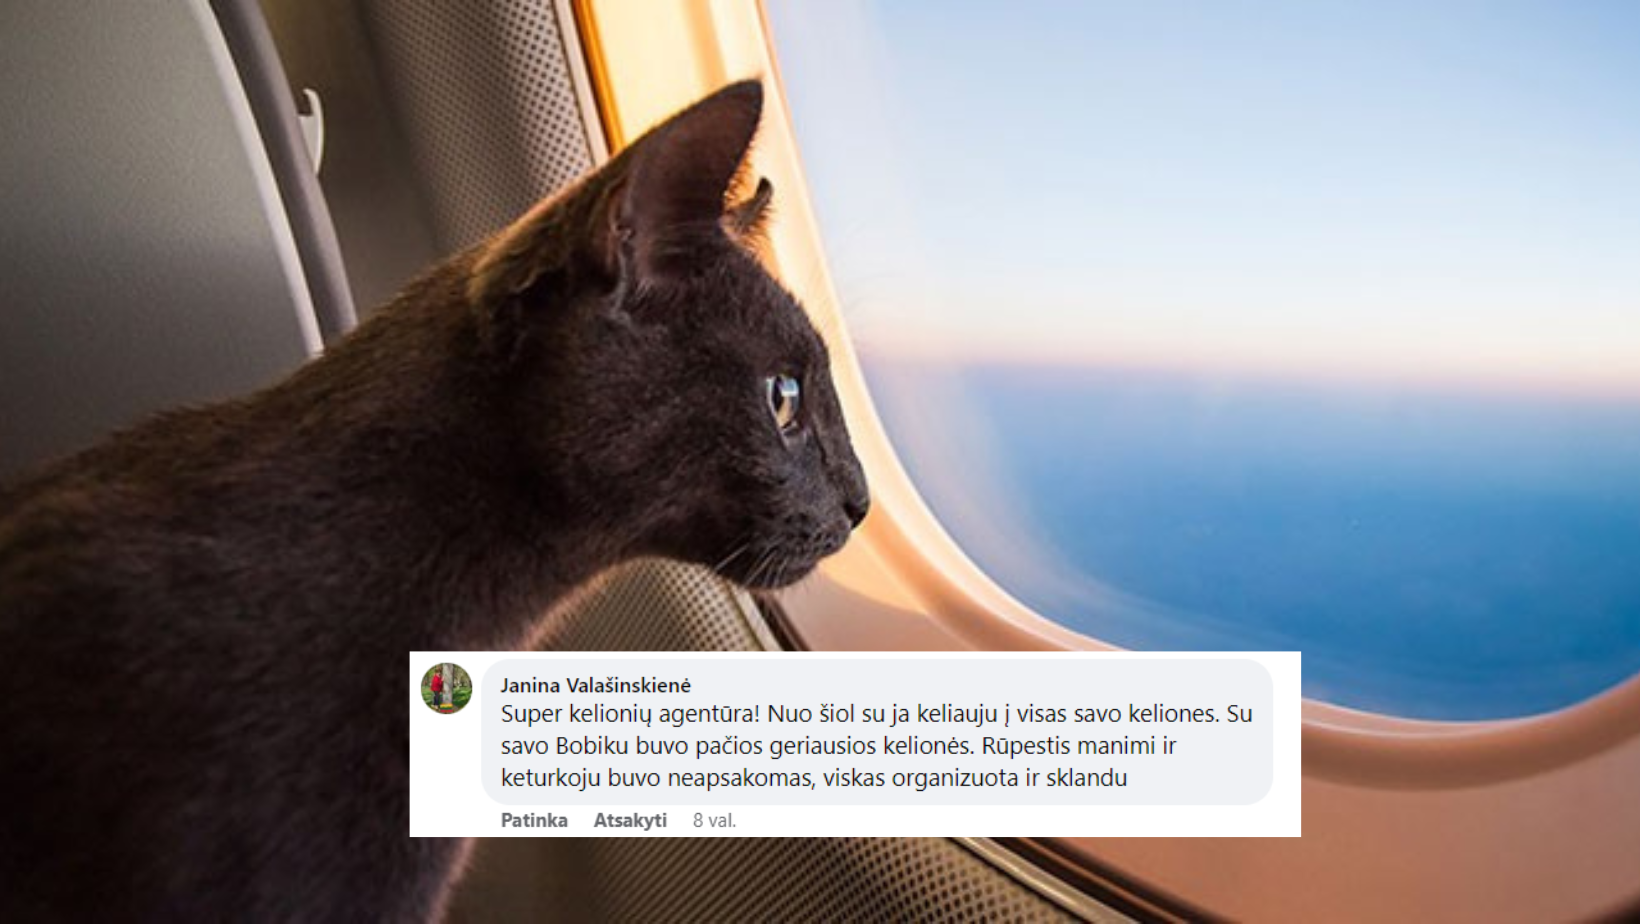 Janina Valašinskienė
Super kelionių agentūra! Nuo šiol su ja keliauju į visas savo keliones. Su
savo Bobiku buvo pačios geriausios kelionės. Rūpestis manimi ir
keturkoju buvo neapsakomas, viskas organizuota ir sklandu
Patinka Atsakyti 8 val.